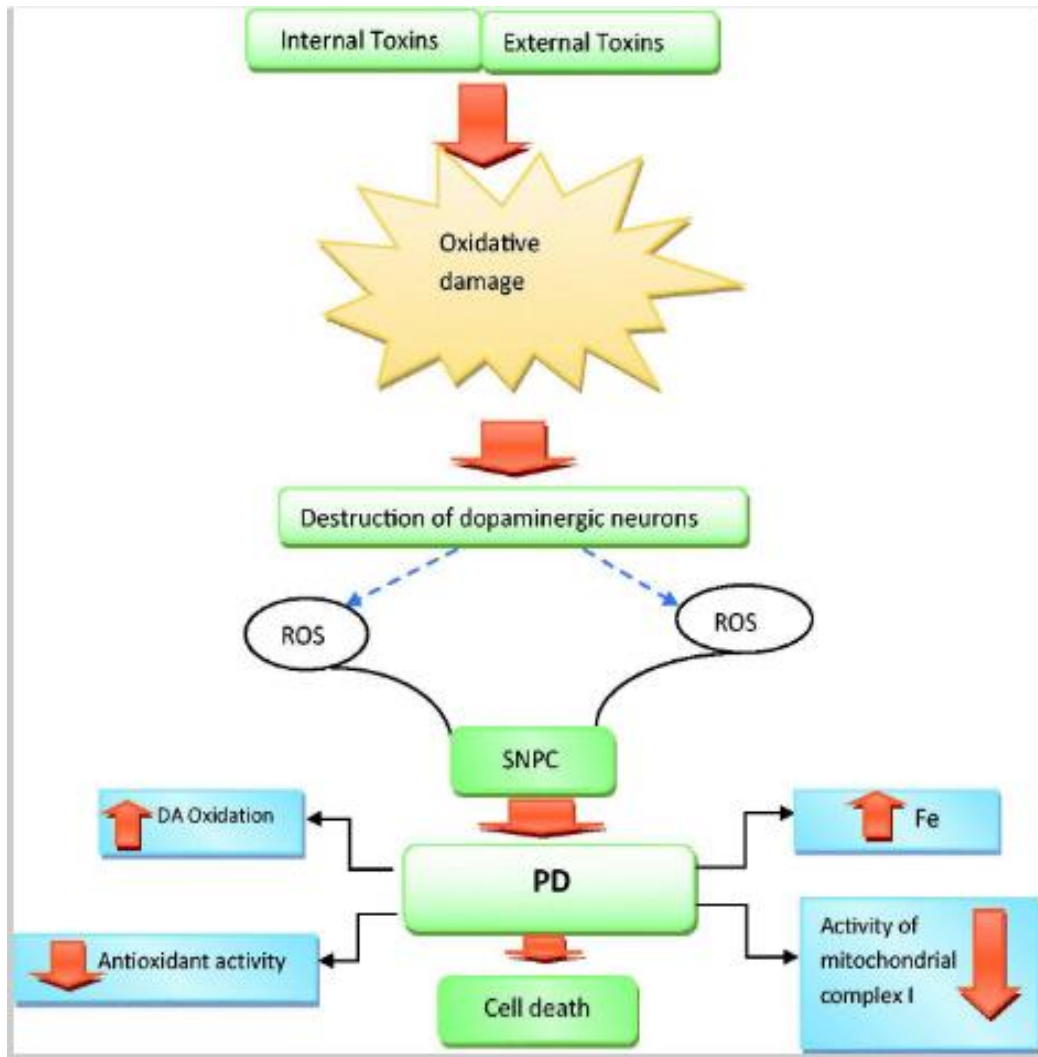 Internal Toxins
External Toxins
Oxidative
damage
Destruction of dopaminergic neurons
ROS
ROS
SNPC
DA Oxidation
Fe
PD
Antioxidant activity
Activity of
mitochondrial
complex I
Cell death